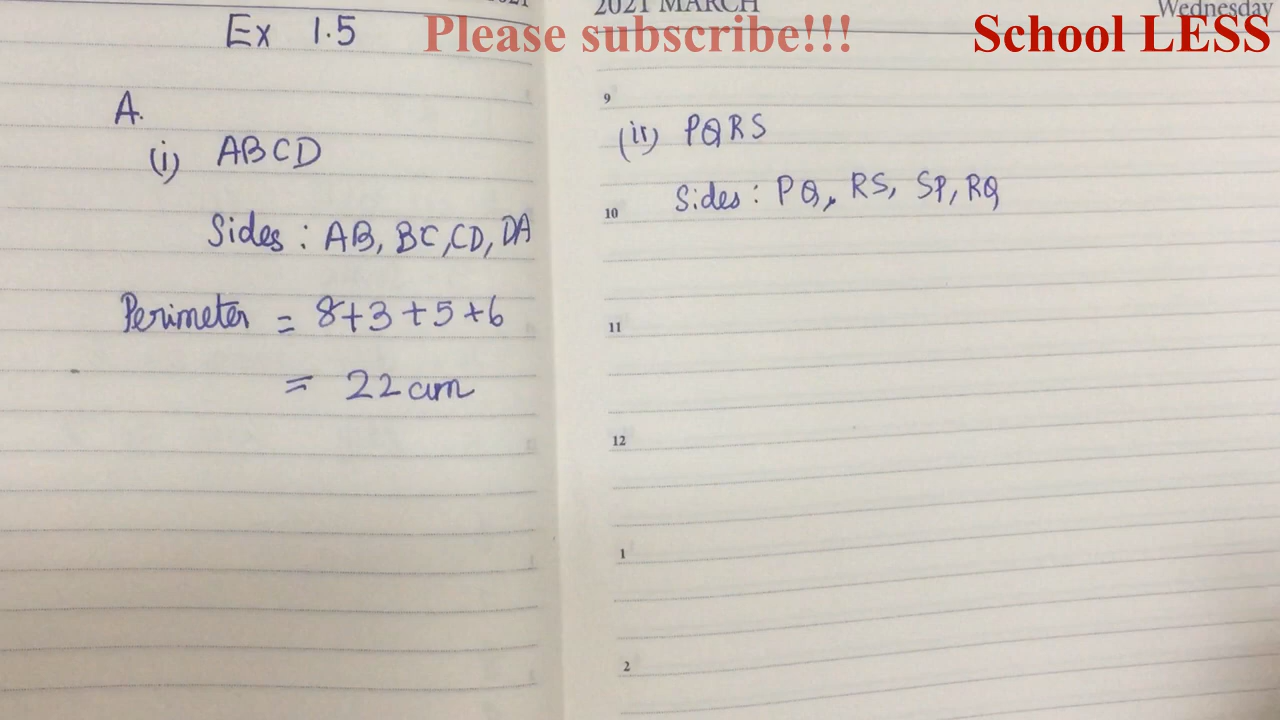 2021 MARCH
Wednesday
Please subscribe!!!
School LESS
Ex 1.5
A.
(i) ABCD
Sides : AB, BC, CD, DA
Perimeter = 8+3+5+6
= 22 cm
9
(ii) PQRS
10
Sides : PQ, RS, SP, RQ
11
12
1
2